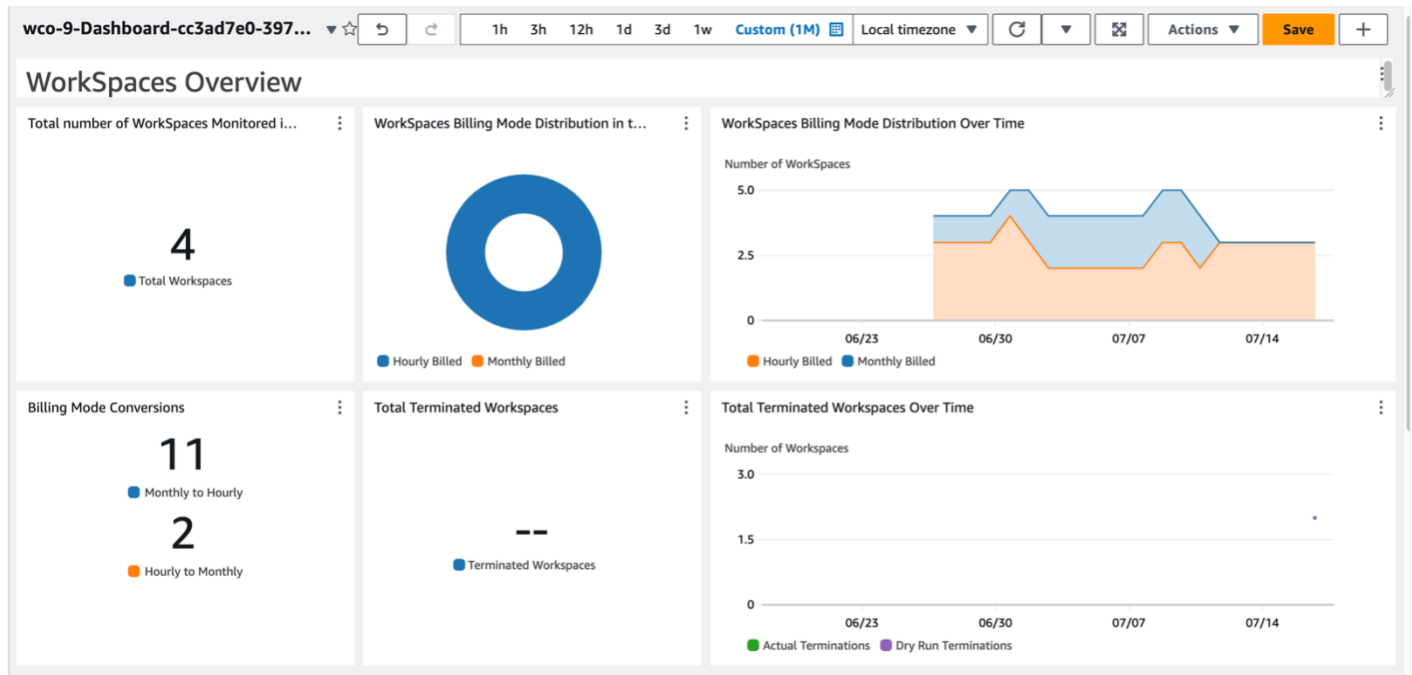 wco-9-Dashboard-cc3ad7e0-397...
1h 3h 12h 1d 3d 1w Custom (1M) Local timezone Actions Save
WorkSpaces Overview
Total number of WorkSpaces Monitored i...
4
Total Workspaces
WorkSpaces Billing Mode Distribution in t...
Hourly Billed Monthly Billed
WorkSpaces Billing Mode Distribution Over Time
Number of WorkSpaces
5.0
2.5
0
06/23 06/30 07/07 07/14
Hourly Billed Monthly Billed
Billing Mode Conversions
11
Monthly to Hourly
2
Hourly to Monthly
Total Terminated Workspaces
--
Terminated Workspaces
Total Terminated Workspaces Over Time
Number of Workspaces
3.0
1.5
0
06/23 06/30 07/07 07/14
Actual Terminations Dry Run Terminations